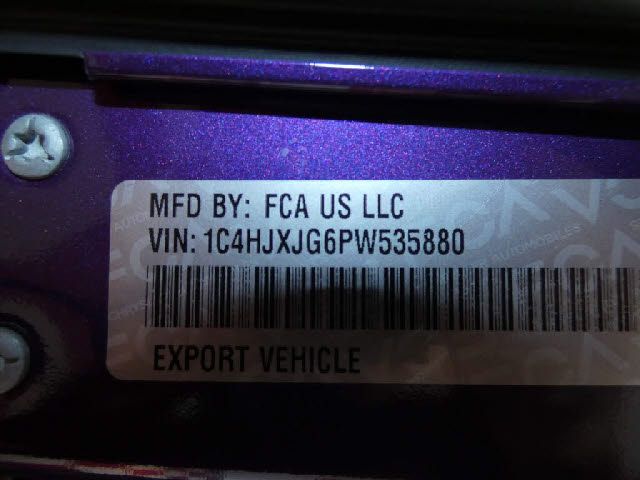 MFD BY: FCA US LLC
VIN: 1C4HJXJG6PW535880
EXPORT VEHICLE